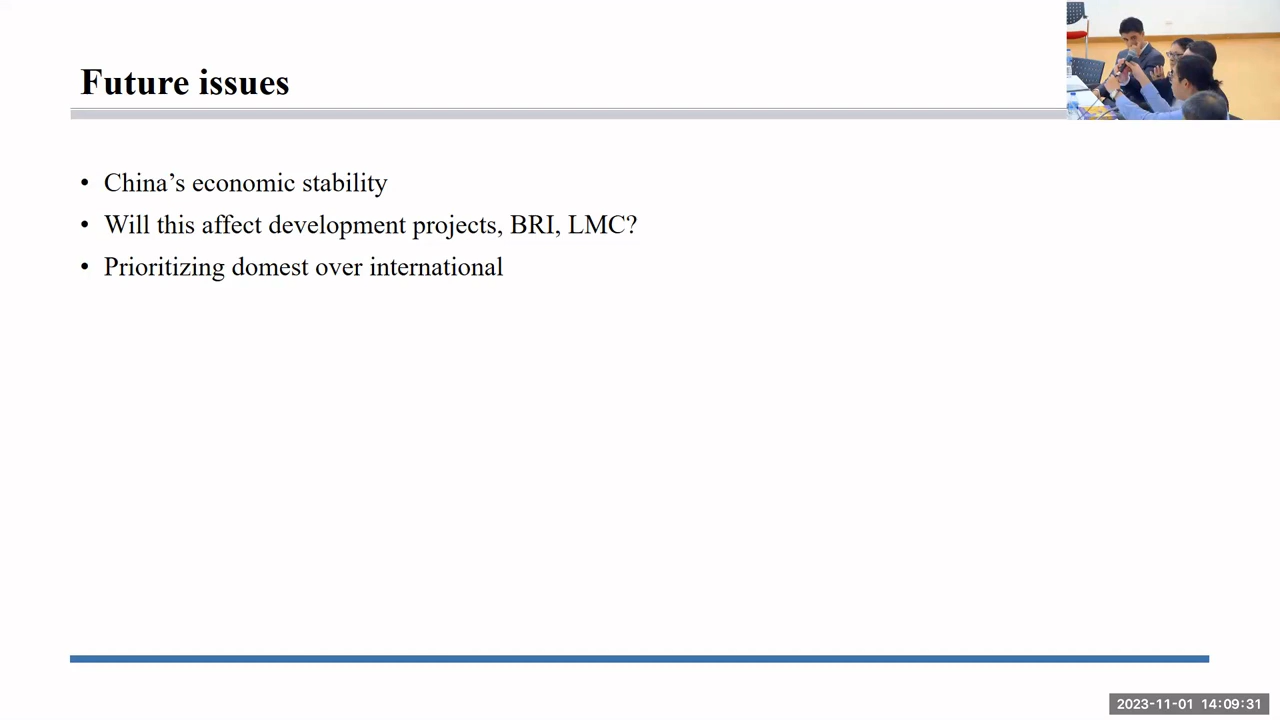 Future issues
• China’s economic stability
• Will this affect development projects, BRI, LMC?
• Prioritizing domest over international
2023-11-01 14:09:31